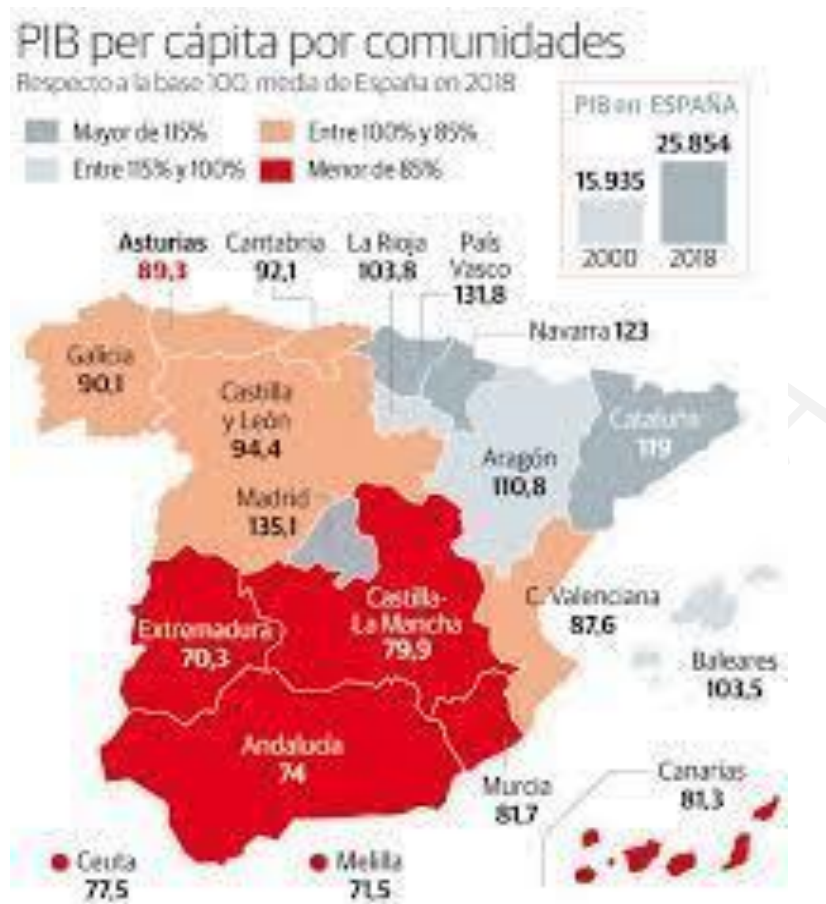 PIB per cápita por comunidades
Respecto a la base 100, media de España en 2018
Mayor de 115%
Entre 100% y 85%
Entre 115% y 100%
Menor de 85%
PIB en ESPAÑA
25.854
15.935
2000
2018
Asturias
89,3
Cantabria
92,1
La Rioja
103,8
País
Vasco
131,8
Navarra 123
Galicia
90,1
Castilla
y León
94,4
Cataluña
119
Aragón
110,8
Madrid
135,1
Castilla-
La Mancha
79,9
C. Valenciana
87,6
Extremadura
70,3
Baleares
103,5
Andalucía
74
Murcia
81,7
Canarias
81,3
Ceuta
77,5
Melilla
71,5